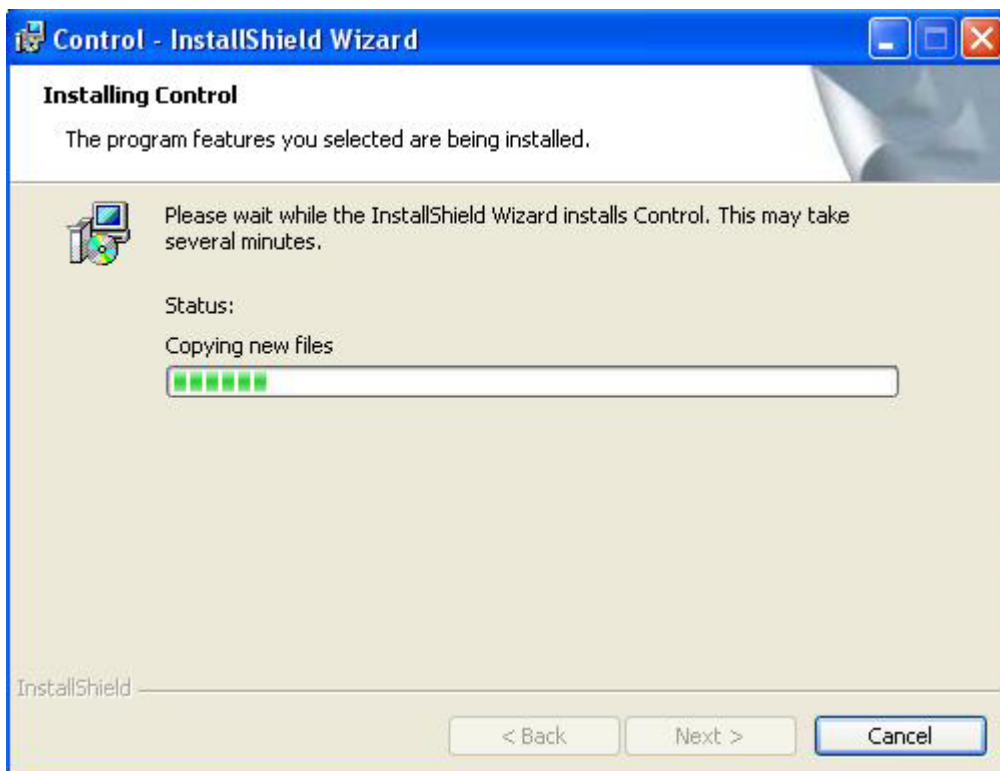 Control - InstallShield Wizard
Installing Control
The program features you selected are being installed.
Please wait while the InstallShield Wizard installs Control. This may take
several minutes.
Status:
Copying new files
InstallShield
< Back
Next >
Cancel